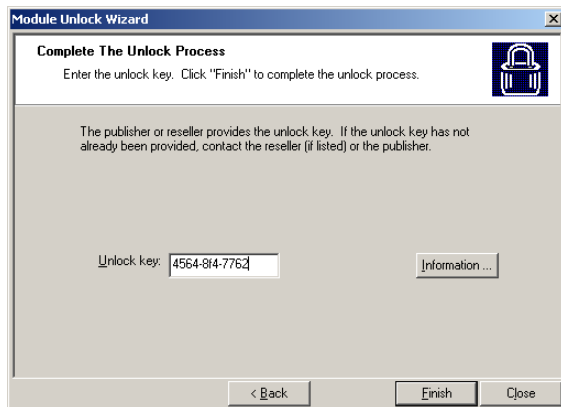 Module Unlock Wizard
Complete The Unlock Process
Enter the unlock key. Click "Finish" to complete the unlock process.
The publisher or reseller provides the unlock key. If the unlock key has not
already been provided, contact the reseller (if listed) or the publisher.
Unlock key: 4564-8f4-7762 Information ...
< Back Finish Close